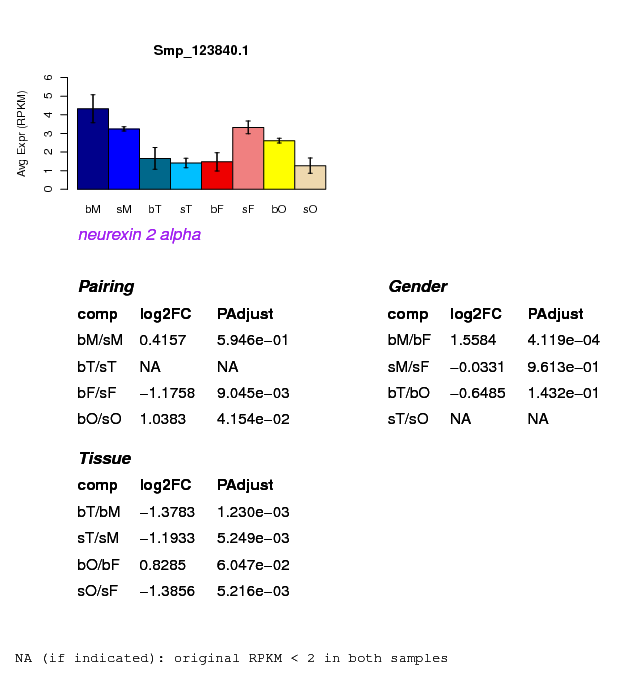 Smp_123840.1
Avg Expr (RPKM)
0 1 2 3 4 5 6
bM sM bT sT bF sF bO sO
neurexin 2 alpha
Pairing
comp log2FC PAdjust
bM/sM 0.4157 5.946e−01
bT/sT NA NA
bF/sF −1.1758 9.045e−03
bO/sO 1.0383 4.154e−02
Gender
comp log2FC PAdjust
bM/bF 1.5584 4.119e−04
sM/sF −0.0331 9.613e−01
bT/bO −0.6485 1.432e−01
sT/sO NA NA
Tissue
comp log2FC PAdjust
bT/bM −1.3783 1.230e−03
sT/sM −1.1933 5.249e−03
bO/bF 0.8285 6.047e−02
sO/sF −1.3856 5.216e−03
NA (if indicated): original RPKM < 2 in both samples